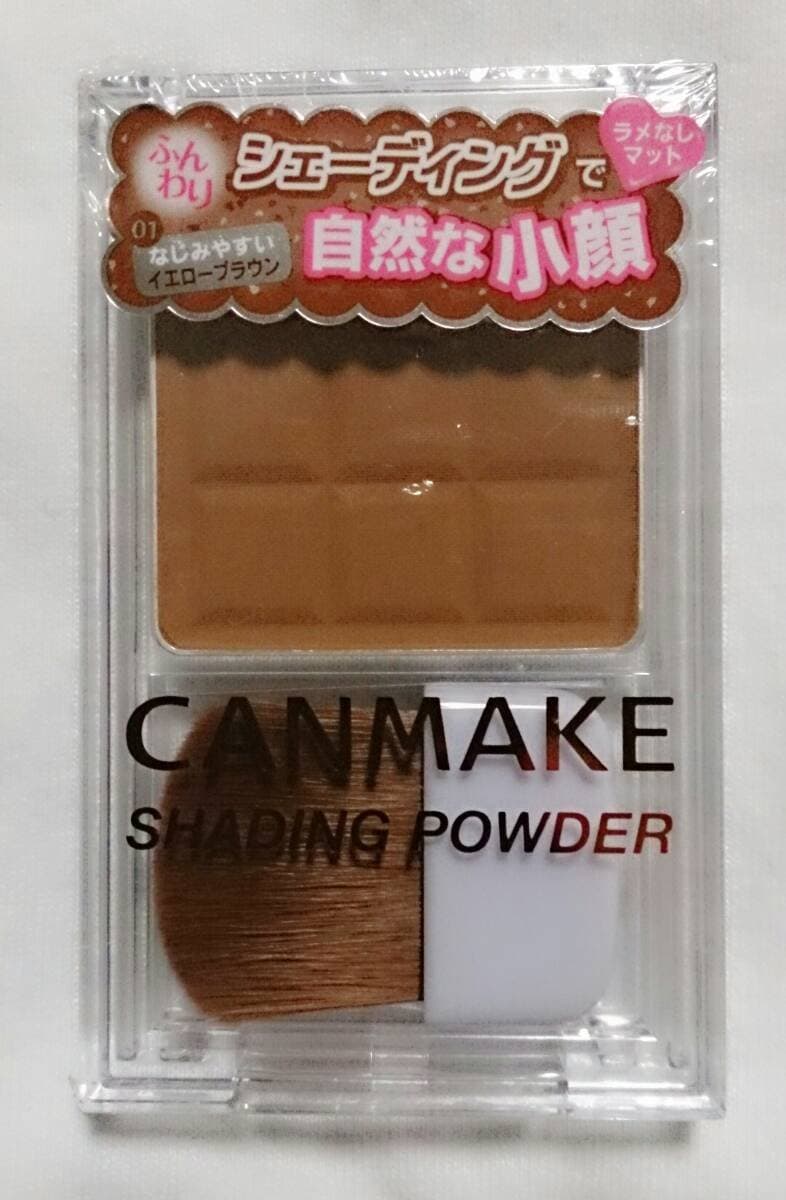 ふんわり
シェーディングで
ラメなし
マット
01
なじみやすい
イエローブラウン
自然な小顔
CANMAKE
SHADING POWDER